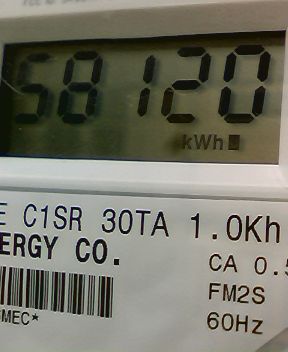 58120
kWh
E C1SR 30TA 1.0Kh
ERGY CO.
CA 0.5
FM2S
MEC*
60Hz